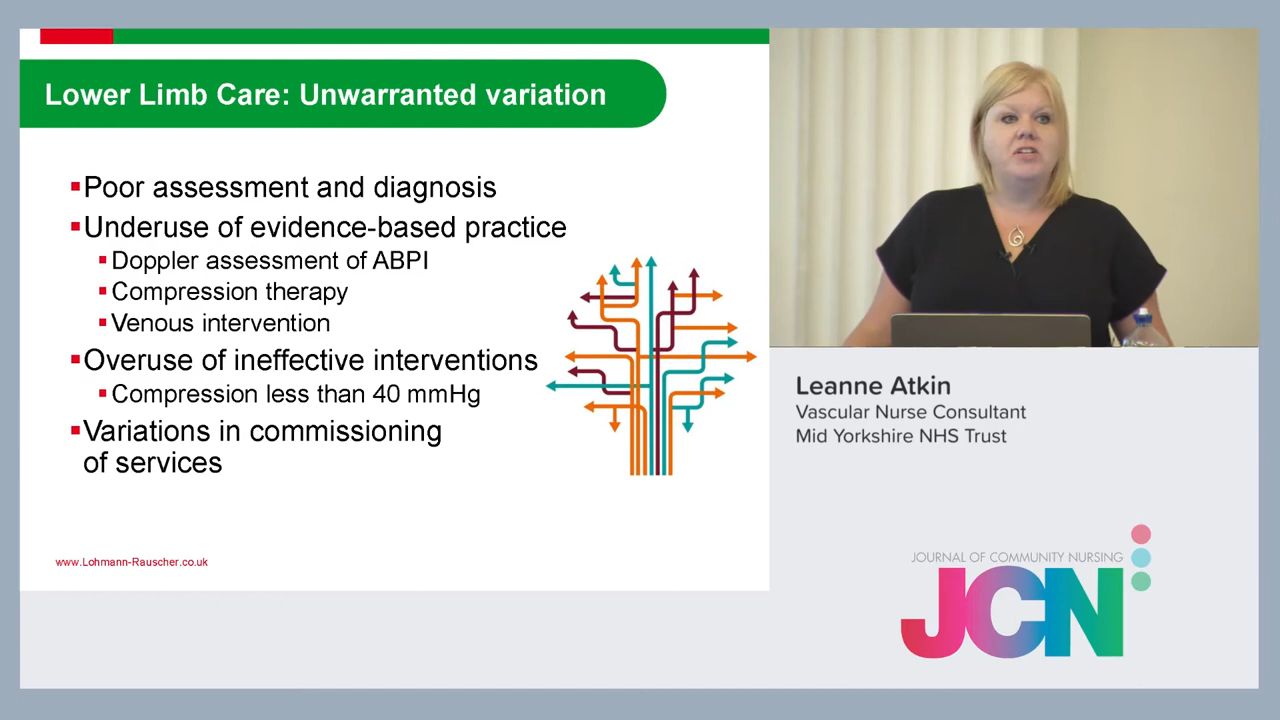 Lower Limb Care: Unwarranted variation
▪Poor assessment and diagnosis
▪Underuse of evidence-based practice
▪Doppler assessment of ABPI
▪Compression therapy
▪Venous intervention
▪Overuse of ineffective interventions
▪Compression less than 40 mmHg
▪Variations in commissioning
of services
www.Lohmann-Rauscher.co.uk
Leanne Atkin
Vascular Nurse Consultant
Mid Yorkshire NHS Trust
JOURNAL OF COMMUNITY NURSING
JCN